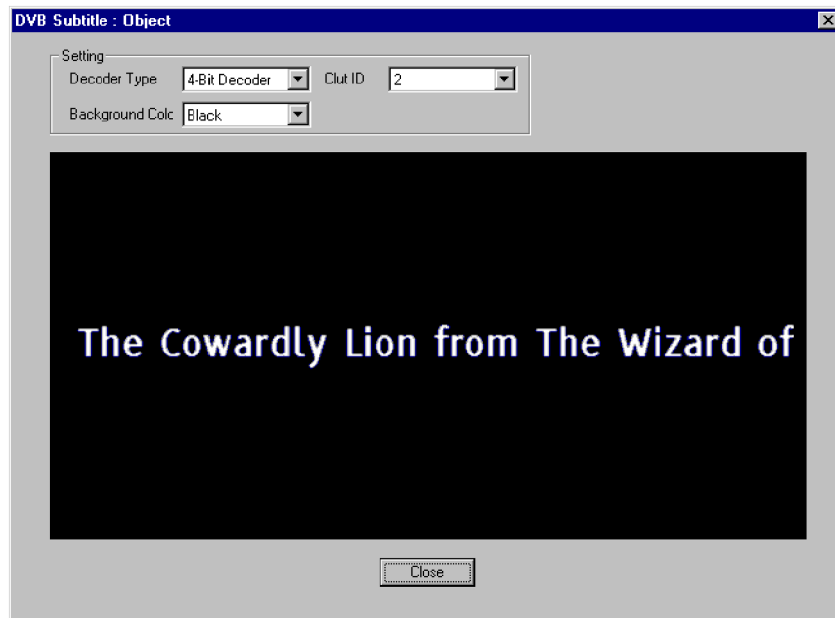 DVB Subtitle : Object
Setting
Decoder Type 4-Bit Decoder Clut ID 2
Background Colc Black
The Cowardly Lion from The Wizard of
Close